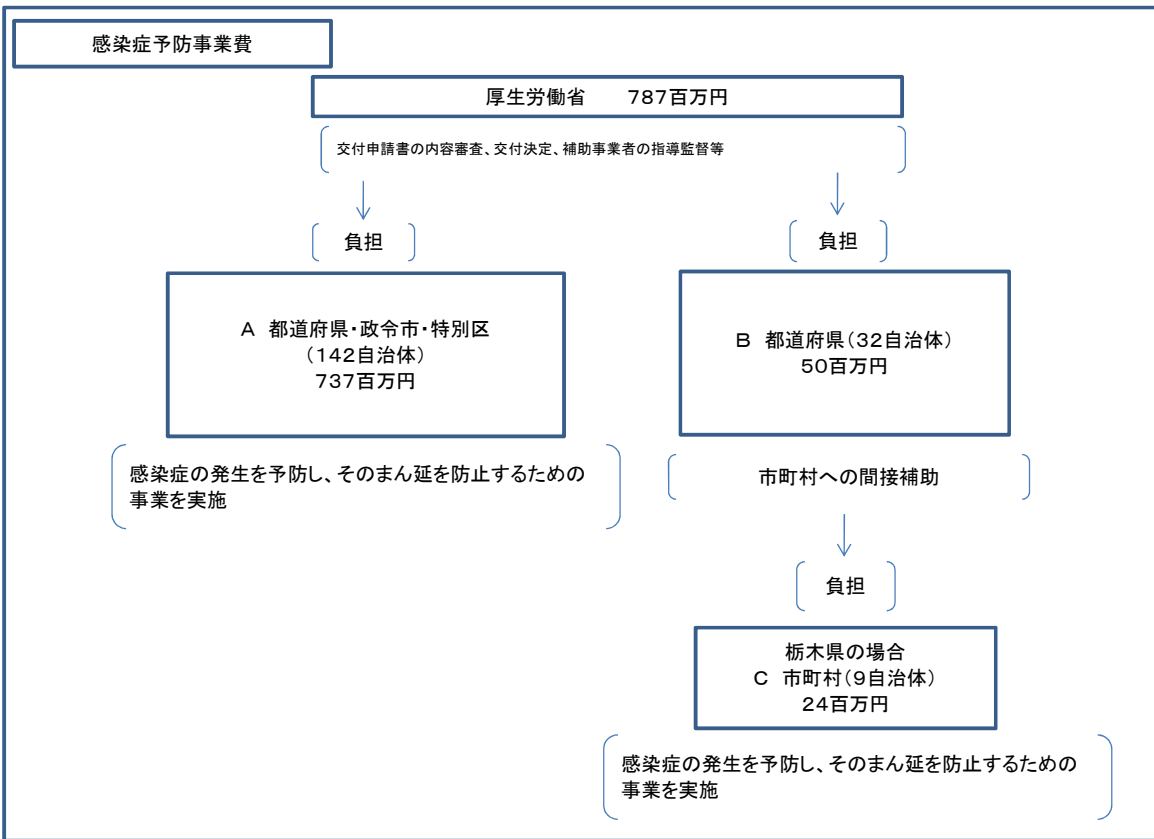 感染症予防事業費
厚生労働省　　787百万円
交付申請書の内容審査、交付決定、補助事業者の指導監督等
負担
負担
A　都道府県・政令市・特別区
（142自治体）
737百万円
B　都道府県（32自治体）
50百万円
感染症の発生を予防し、そのまん延を防止するための
事業を実施
市町村への間接補助
負担
栃木県の場合
C　市町村（9自治体）
24百万円
感染症の発生を予防し、そのまん延を防止するための
事業を実施